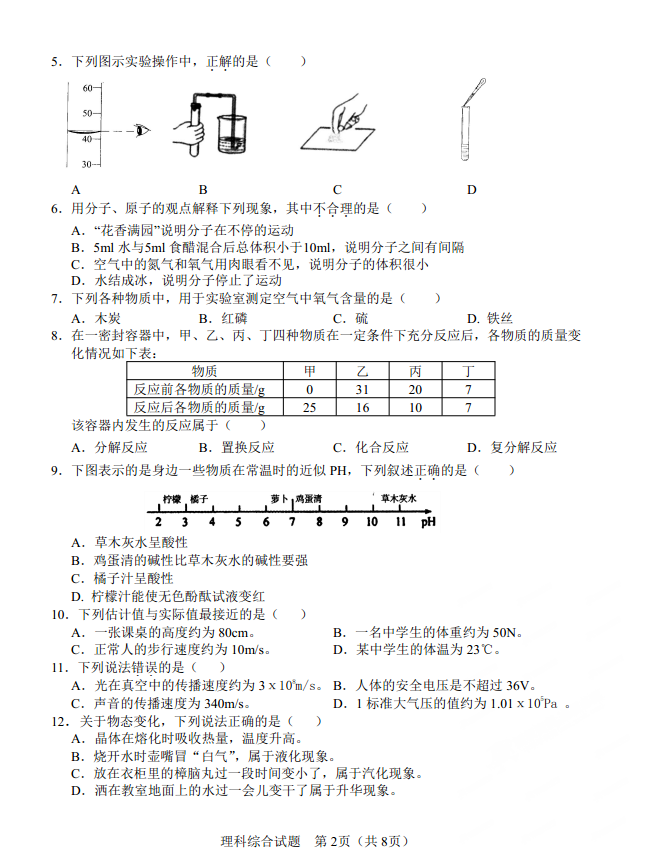 5．下列图示实验操作中，正解的是（　　）
60
50
40
30
A　B　C　D
6．用分子、原子的观点解释下列现象，其中不合理的是（　　）
A．“花香满园”说明分子在不停的运动
B．5ml 水与5ml 食醋混合后总体积小于10ml，说明分子之间有间隔
C．空气中的氮气和氧气用肉眼看不见，说明分子的体积很小
D．水结成冰，说明分子停止了运动
7．下列各种物质中，用于实验室测定空气中氧气含量的是（　　）
A．木炭　B．红磷　C．硫　D. 铁丝
8．在一密封容器中，甲、乙、丙、丁四种物质在一定条件下充分反应后，各物质的质量变
化情况如下表：
物质　甲　乙　丙　丁
反应前各物质的质量/g　0　31　20　7
反应后各物质的质量/g　25　16　10　7
该容器内发生的反应属于（　　）
A．分解反应　B．置换反应　C．化合反应　D．复分解反应
9．下图表示的是身边一些物质在常温时的近似 PH，下列叙述正确的是（　　）
柠檬　橘子　萝卜　鸡蛋清　草木灰水
2　3　4　5　6　7　8　9　10　11　pH
A．草木灰水呈酸性
B．鸡蛋清的碱性比草木灰水的碱性要强
C．橘子汁呈酸性
D. 柠檬汁能使无色酚酞试液变红
10．下列估计值与实际值最接近的是（　　）
A．一张课桌的高度约为 80cm。　B．一名中学生的体重约为 50N。
C．正常人的步行速度约为 10m/s。　D．某中学生的体温为 23℃。
11．下列说法错误的是（　　）
A．光在真空中的传播速度约为 3ｘ10⁸m/s。　B．人体的安全电压是不超过 36V。
C．声音的传播速度为 340m/s。　D．1 标准大气压的值约为 1.01ｘ10⁵Pa 。
12．关于物态变化，下列说法正确的是（　　）
A．晶体在熔化时吸收热量，温度升高。
B．烧开水时壶嘴冒“白气”，属于液化现象。
C．放在衣柜里的樟脑丸过一段时间变小了，属于汽化现象。
D．洒在教室地面上的水过一会儿变干了属于升华现象。
理科综合试题　第 2页（共 8页）